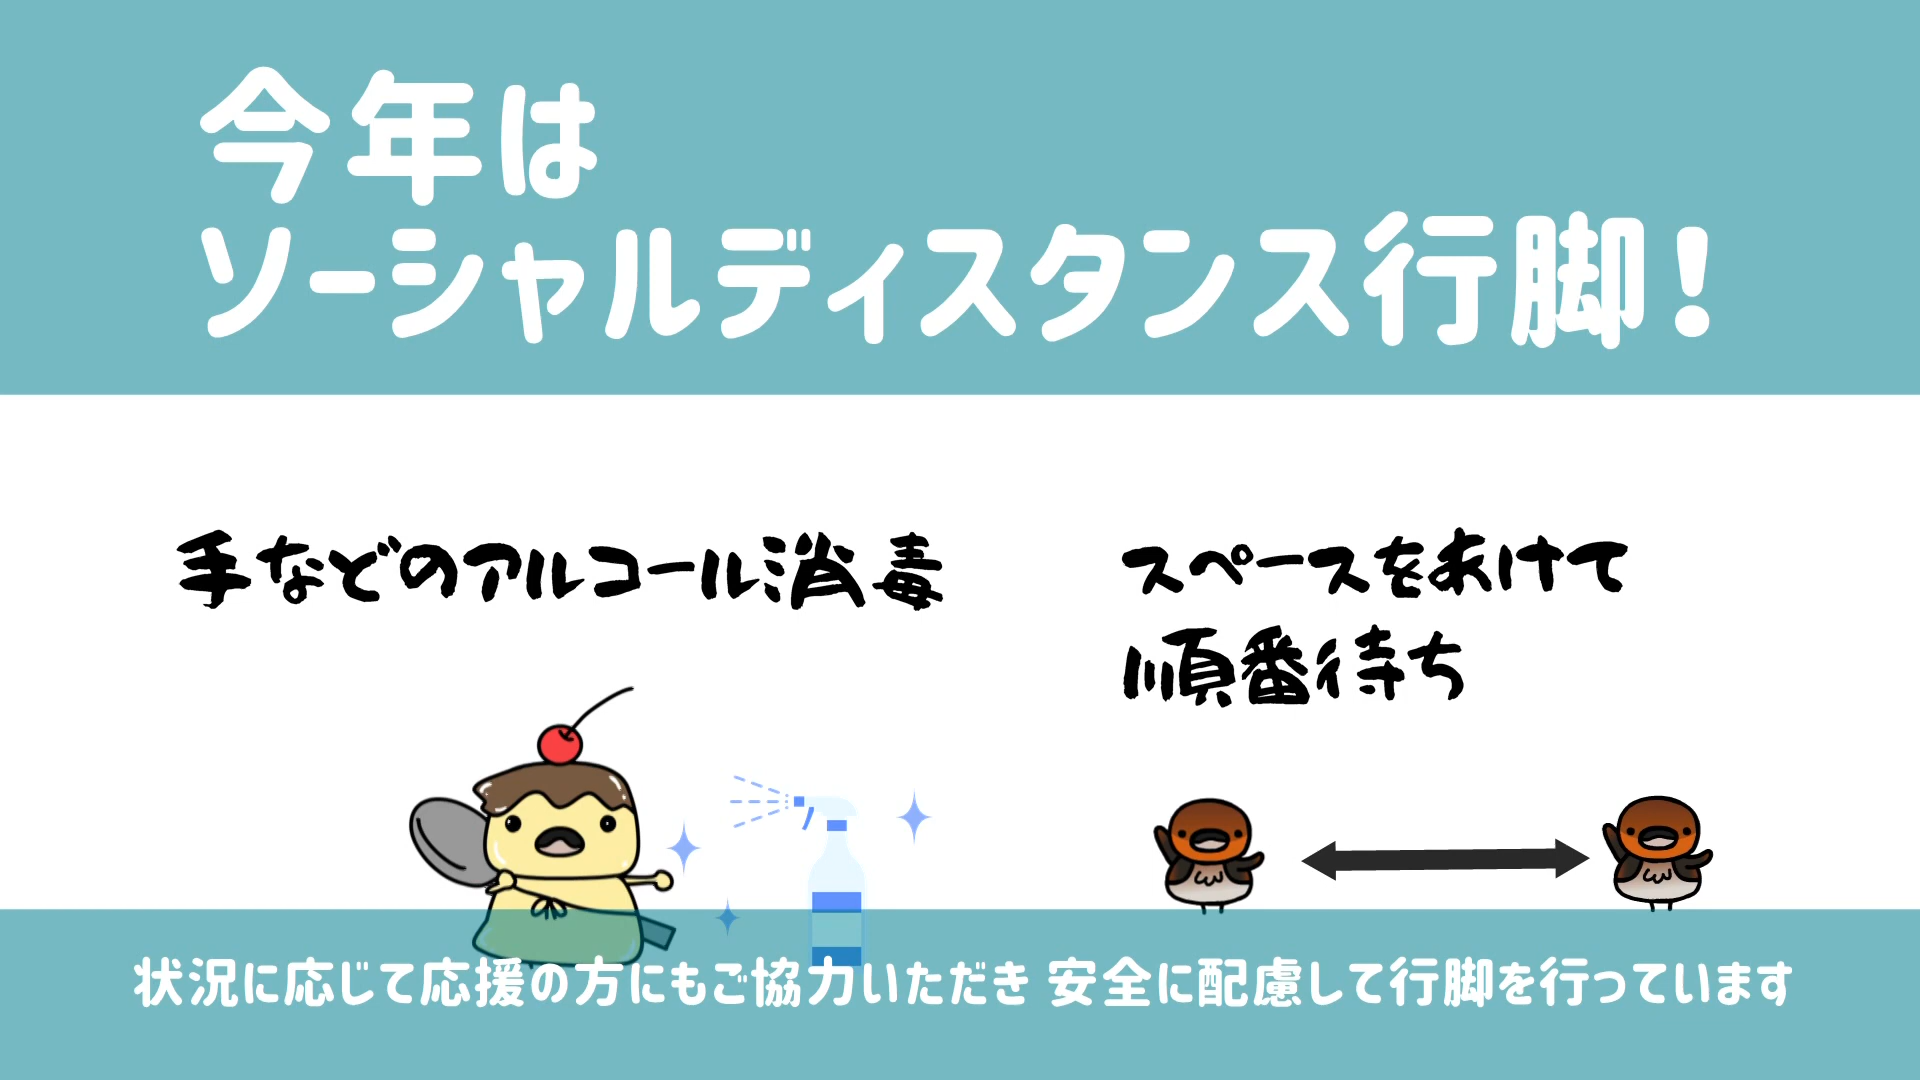 今年は
ソーシャルディスタンス行脚!
手などのアルコール消毒
スペースをあけて
順番待ち
状況に応じて応援の方にもご協力いただき 安全に配慮して行脚を行っています